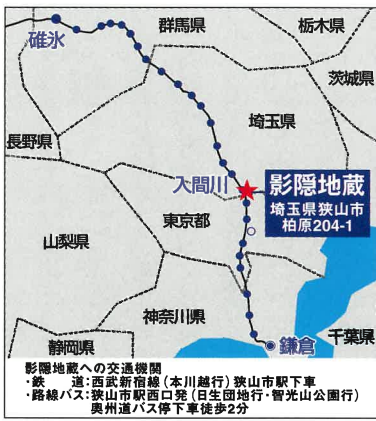 群馬県
栃木県
碓氷
茨城県
埼玉県
長野県
入間川
影隠地蔵
埼玉県狭山市
柏原204-1
東京都
山梨県
神奈川県
千葉県
静岡県
鎌倉
影隠地蔵への交通機関
・鉄　　道：西武新宿線（本川越行）狭山市駅下車
・路線バス：狭山市駅西口発（日生団地行・智光山公園行）
奥州道バス停下車徒歩2分